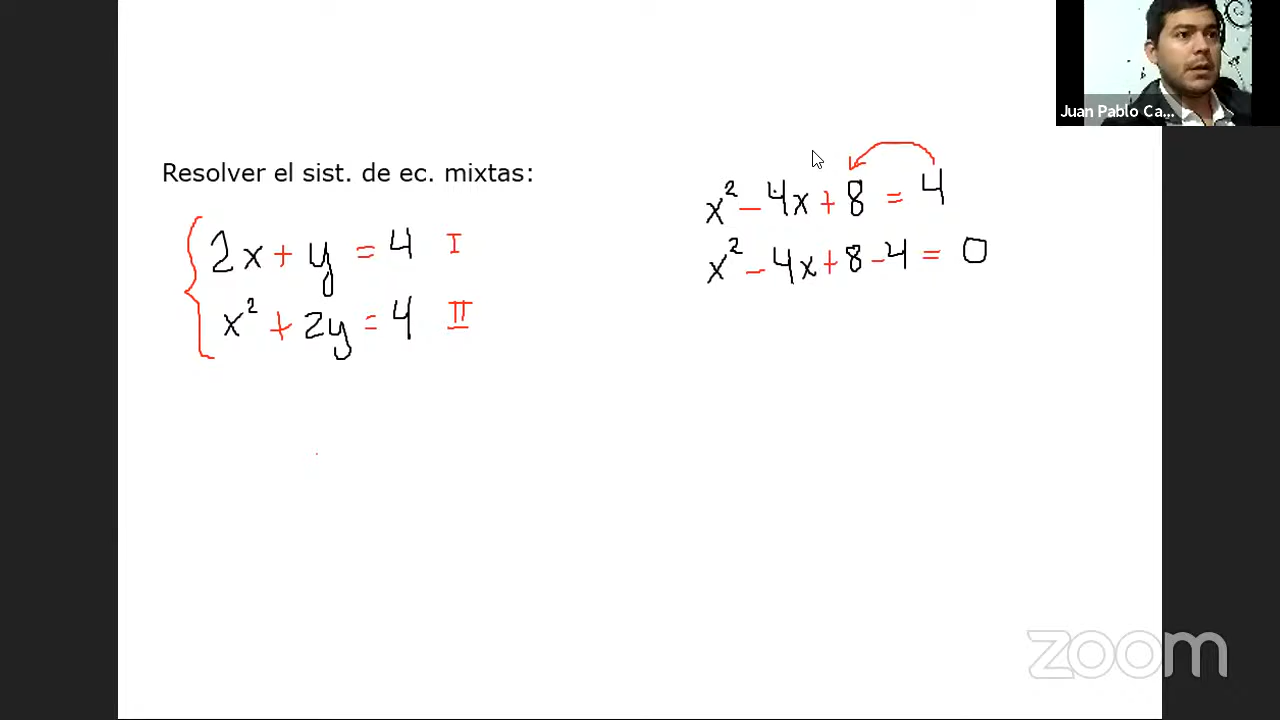 Juan Pablo Ca...
Resolver el sist. de ec. mixtas:
2x + y = 4 I
x² + 2y = 4 II
x² - 4x + 8 = 4
x² - 4x + 8 - 4 = 0
zoom